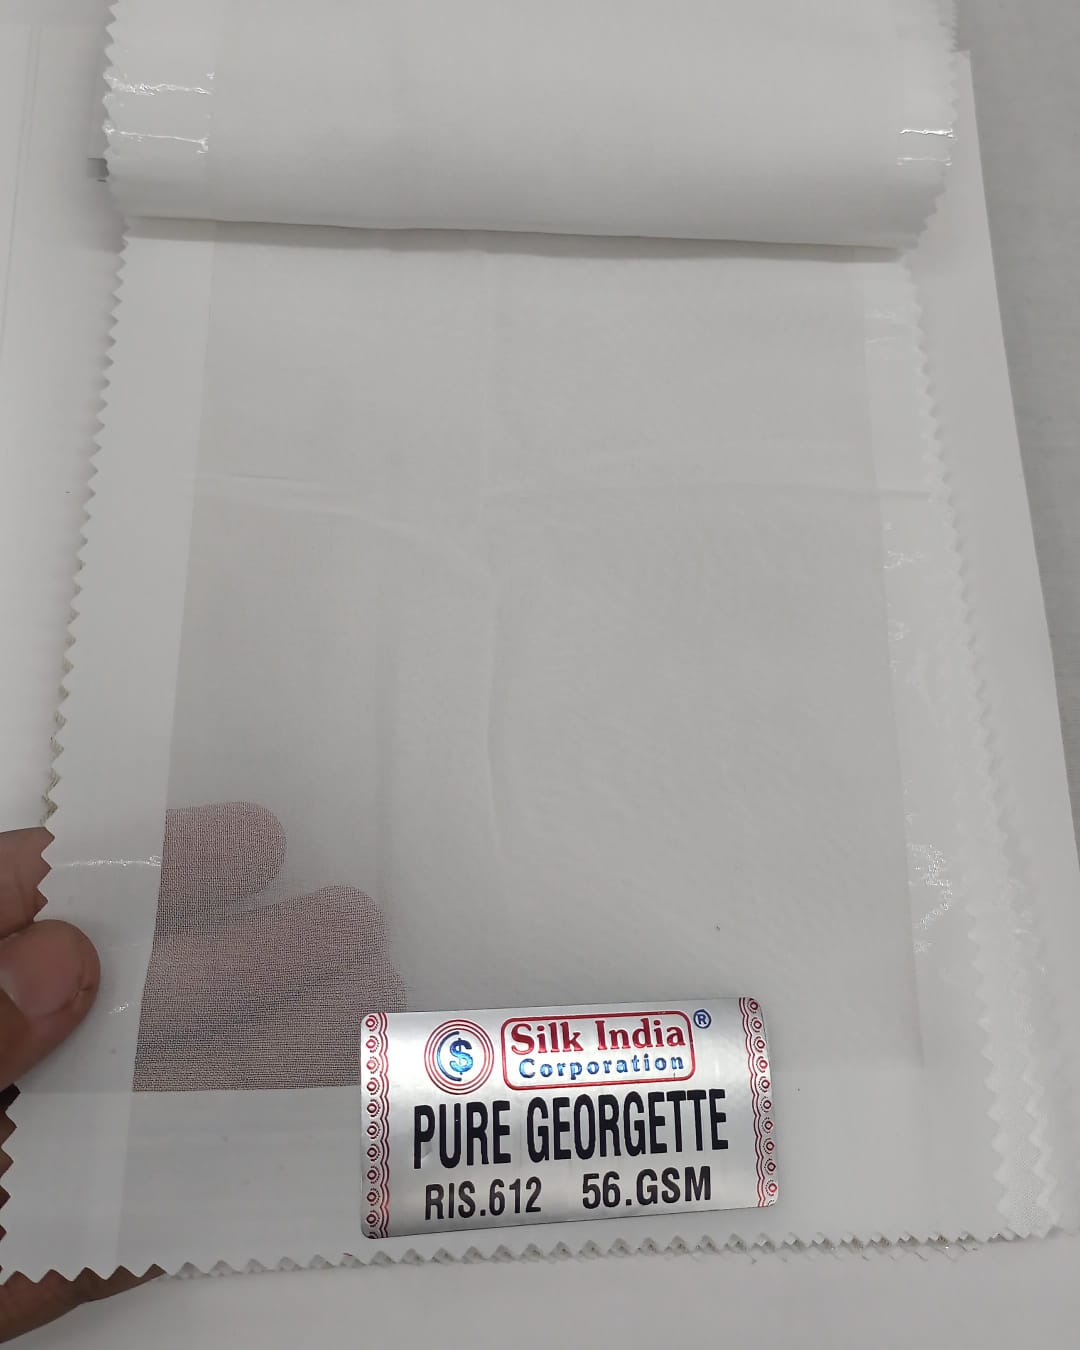 Silk India ®
Corporation
PURE GEORGETTE
RIS.612 56.GSM